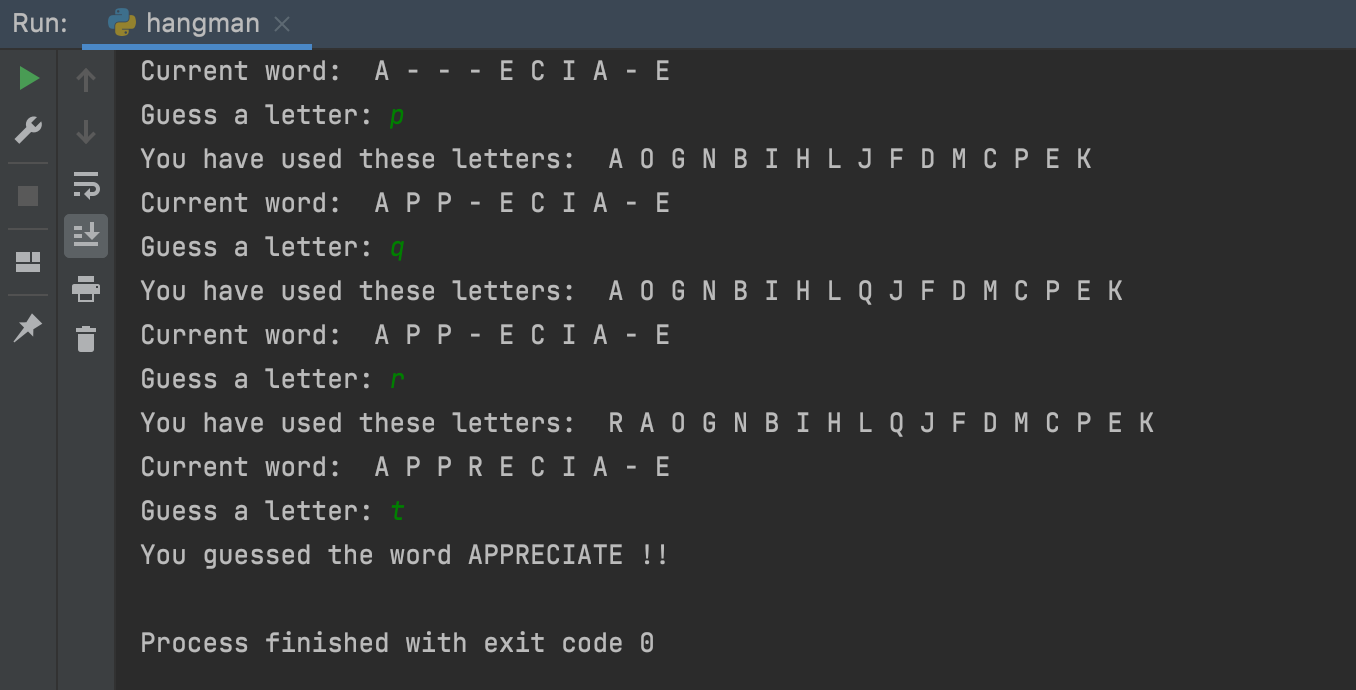 Run: hangman
Current word:  A - - - E C I A - E
Guess a letter: p
You have used these letters:  A O G N B I H L J F D M C P E K
Current word:  A P P - E C I A - E
Guess a letter: q
You have used these letters:  A O G N B I H L Q J F D M C P E K
Current word:  A P P - E C I A - E
Guess a letter: r
You have used these letters:  R A O G N B I H L Q J F D M C P E K
Current word:  A P P R E C I A - E
Guess a letter: t
You guessed the word APPRECIATE !!
Process finished with exit code 0